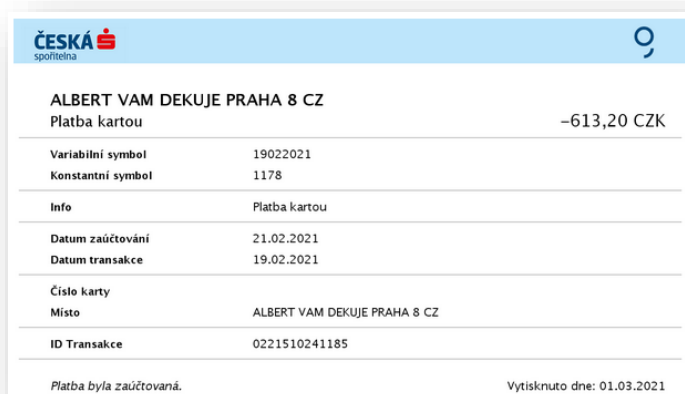 ČESKÁ
spořitelna
ALBERT VAM DEKUJE PRAHA 8 CZ
Platba kartou -613,20 CZK
Variabilní symbol 19022021
Konstantní symbol 1178
Info Platba kartou
Datum zaúčtování 21.02.2021
Datum transakce 19.02.2021
Číslo karty
Místo ALBERT VAM DEKUJE PRAHA 8 CZ
ID Transakce 0221510241185
Platba byla zaúčtovaná. Vytisknuto dne: 01.03.2021